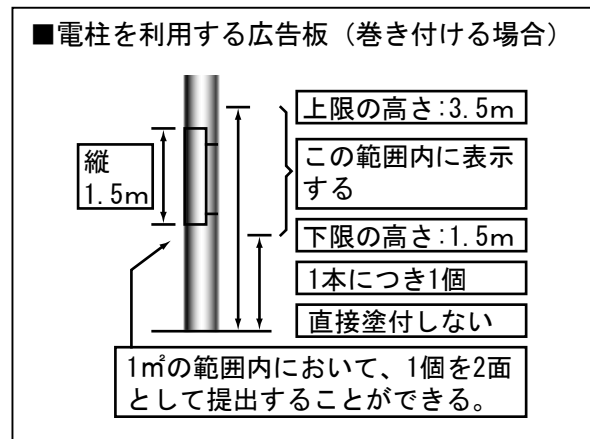 ■電柱を利用する広告板（巻き付ける場合）
縦
1.5m
上限の高さ:3.5m
この範囲内に表示
する
下限の高さ:1.5m
1本につき1個
直接塗付しない
1㎡の範囲内において、1個を2面
として提出することができる。